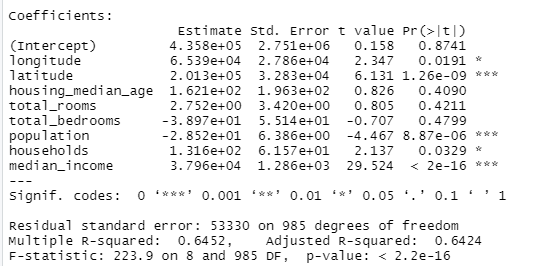 Coefficients:
Estimate Std. Error t value Pr(>|t|)
(Intercept) 4.358e+05 2.751e+06 0.158 0.8741
longitude 6.539e+04 2.786e+04 2.347 0.0191 *
latitude 2.013e+05 3.283e+04 6.131 1.26e-09 ***
housing_median_age 1.621e+02 1.963e+02 0.826 0.4090
total_rooms 2.752e+00 3.420e+00 0.805 0.4211
total_bedrooms -3.897e+01 5.514e+01 -0.707 0.4799
population -2.852e+01 6.386e+00 -4.467 8.87e-06 ***
households 1.316e+02 6.157e+01 2.137 0.0329 *
median_income 3.796e+04 1.286e+03 29.524 < 2e-16 ***
---
Signif. codes: 0 ‘***’ 0.001 ‘**’ 0.01 ‘*’ 0.05 ‘.’ 0.1 ‘ ’ 1
Residual standard error: 53330 on 985 degrees of freedom
Multiple R-squared: 0.6452, Adjusted R-squared: 0.6424
F-statistic: 223.9 on 8 and 985 DF, p-value: < 2.2e-16